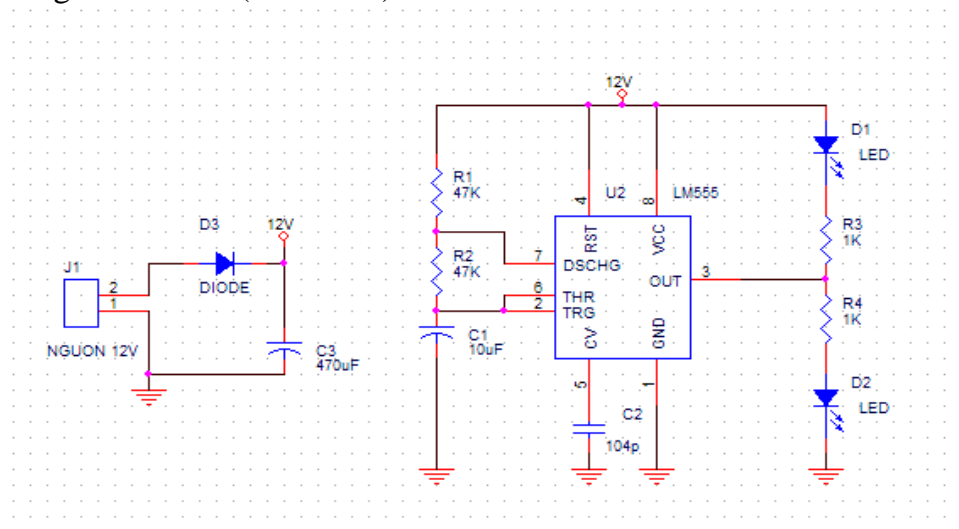 12V
D1
LED
R1
47K
4
U2
8
LM555
RST
VCC
R3
1K
D3
12V
R2
47K
7
DSCHG
OUT
3
J1
2
1
DIODE
6
THR
2
TRG
R4
1K
C1
10uF
CV
GND
NGUON 12V
C3
470uF
5
1
D2
LED
C2
104p